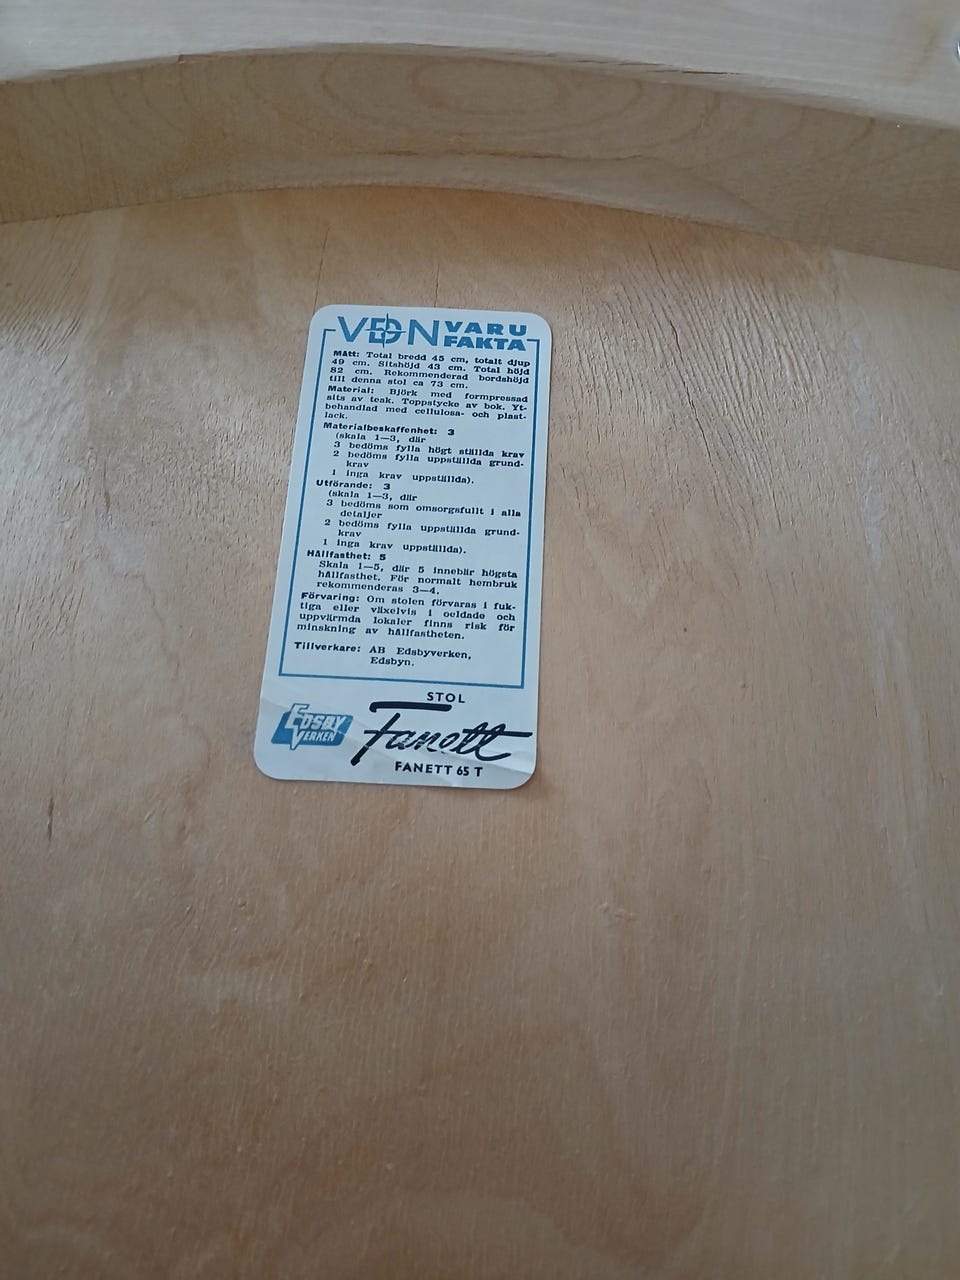 VDN VARU
FAKTA
Mått: Total bredd 45 cm, totalt djup
49 cm. Sitshöjd 43 cm. Total höjd
82 cm. Rekommenderad bordshöjd
till denna stol ca 73 cm.
Material: Björk med formpressad
sits av teak. Toppstycke av bok. Yt-
behandlad med cellulosa- och plast-
lack.
Materialbeskaffenhet: 3
(skala 1—3, där
3 bedöms fylla högt ställda krav
2 bedöms fylla uppställda grund-
krav
1 inga krav uppställda).
Utförande: 3
(skala 1—3, där
3 bedöms som omsorgsfullt i alla
detaljer
2 bedöms fylla uppställda grund-
krav
1 inga krav uppställda).
Hållfasthet: 5
Skala 1—5, där 5 innebär högsta
hållfasthet. För normalt hembruk
rekommenderas 3—4.
Förvaring: Om stolen förvaras i fuk-
tiga eller växelvis i oeldade och
uppvärmda lokaler finns risk för
minskning av hållfastheten.
Tillverkare: AB Edsbyverken,
Edsbyn.
STOL
EDSBY
VERKEN
Fanett
FANETT 65 T